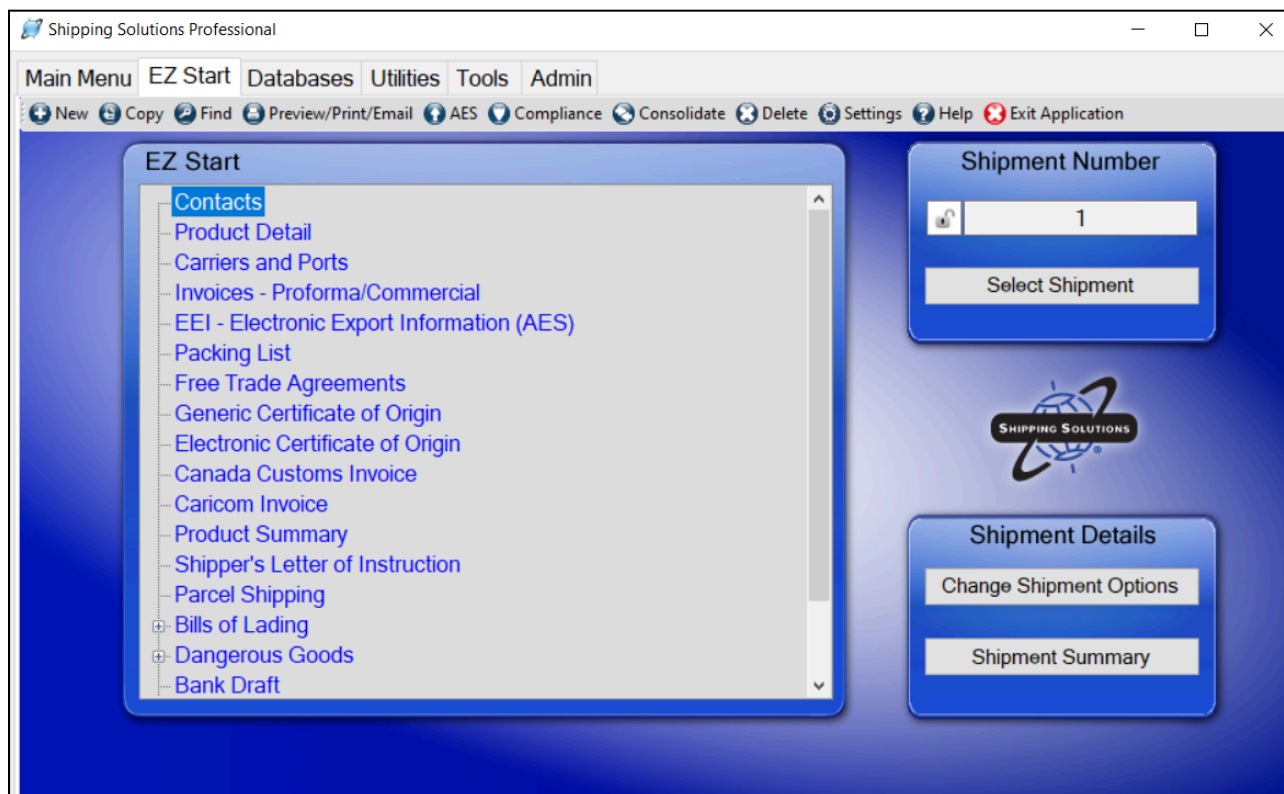 Shipping Solutions Professional
Main Menu EZ Start Databases Utilities Tools Admin
New Copy Find Preview/Print/Email AES Compliance Consolidate Delete Settings Help Exit Application
EZ Start
Contacts
Product Detail
Carriers and Ports
Invoices - Proforma/Commercial
EEI - Electronic Export Information (AES)
Packing List
Free Trade Agreements
Generic Certificate of Origin
Electronic Certificate of Origin
Canada Customs Invoice
Caricom Invoice
Product Summary
Shipper's Letter of Instruction
Parcel Shipping
Bills of Lading
Dangerous Goods
Bank Draft
Shipment Number
1
Select Shipment
SHIPPING SOLUTIONS
®
Shipment Details
Change Shipment Options
Shipment Summary